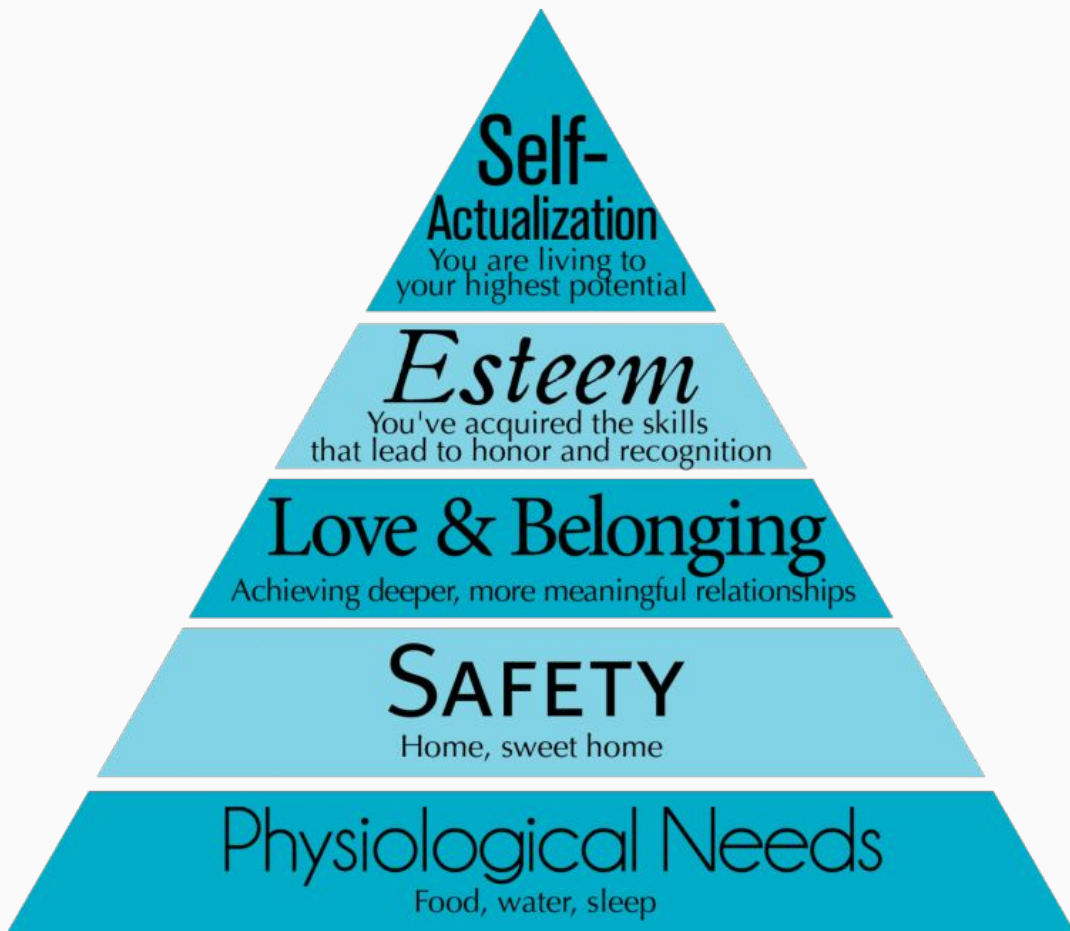 Self-
Actualization
You are living to
your highest potential
Esteem
You've acquired the skills
that lead to honor and recognition
Love & Belonging
Achieving deeper, more meaningful relationships
SAFETY
Home, sweet home
Physiological Needs
Food, water, sleep